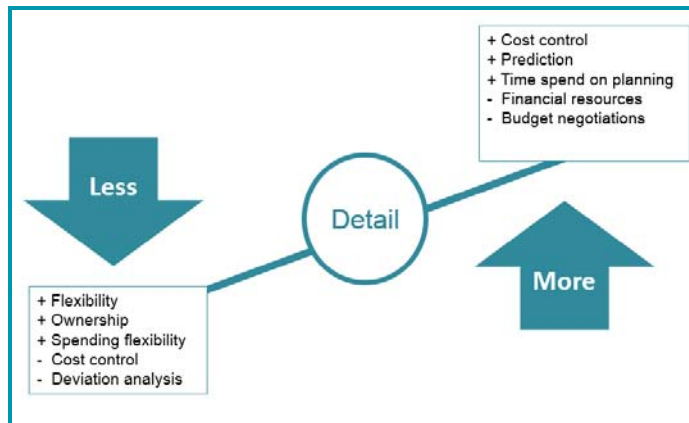 + Cost control
+ Prediction
+ Time spend on planning
- Financial resources
- Budget negotiations
Less
Detail
More
+ Flexibility
+ Ownership
+ Spending flexibility
- Cost control
- Deviation analysis